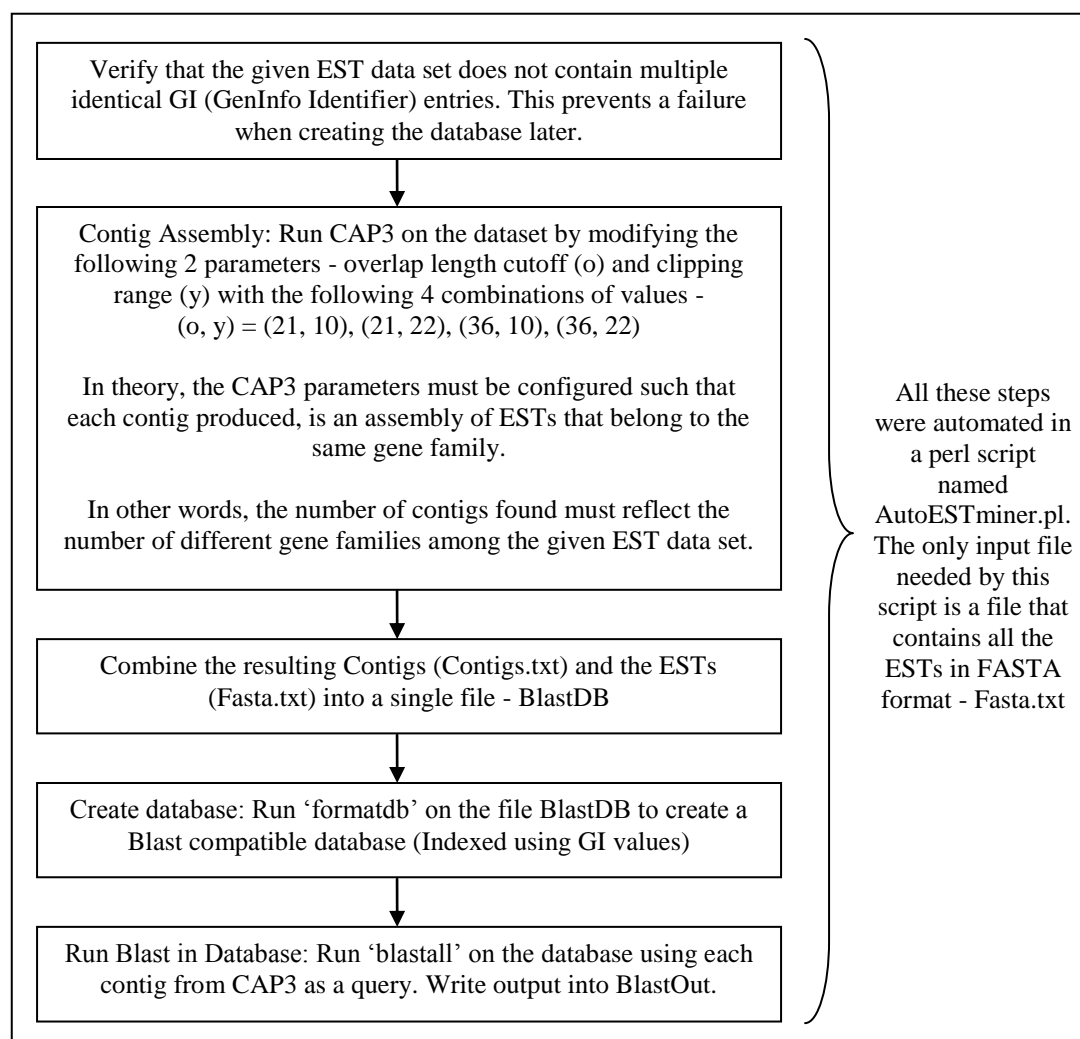 Verify that the given EST data set does not contain multiple
identical GI (GenInfo Identifier) entries. This prevents a failure
when creating the database later.
Contig Assembly: Run CAP3 on the dataset by modifying the
following 2 parameters - overlap length cutoff (o) and clipping
range (y) with the following 4 combinations of values -
(o, y) = (21, 10), (21, 22), (36, 10), (36, 22)
In theory, the CAP3 parameters must be configured such that
each contig produced, is an assembly of ESTs that belong to the
same gene family.
In other words, the number of contigs found must reflect the
number of different gene families among the given EST data set.
Combine the resulting Contigs (Contigs.txt) and the ESTs
(Fasta.txt) into a single file - BlastDB
Create database: Run ‘formatdb’ on the file BlastDB to create a
Blast compatible database (Indexed using GI values)
Run Blast in Database: Run ‘blastall’ on the database using each
contig from CAP3 as a query. Write output into BlastOut.
All these steps
were automated in
a perl script
named
AutoESTminer.pl.
The only input file
needed by this
script is a file that
contains all the
ESTs in FASTA
format - Fasta.txt